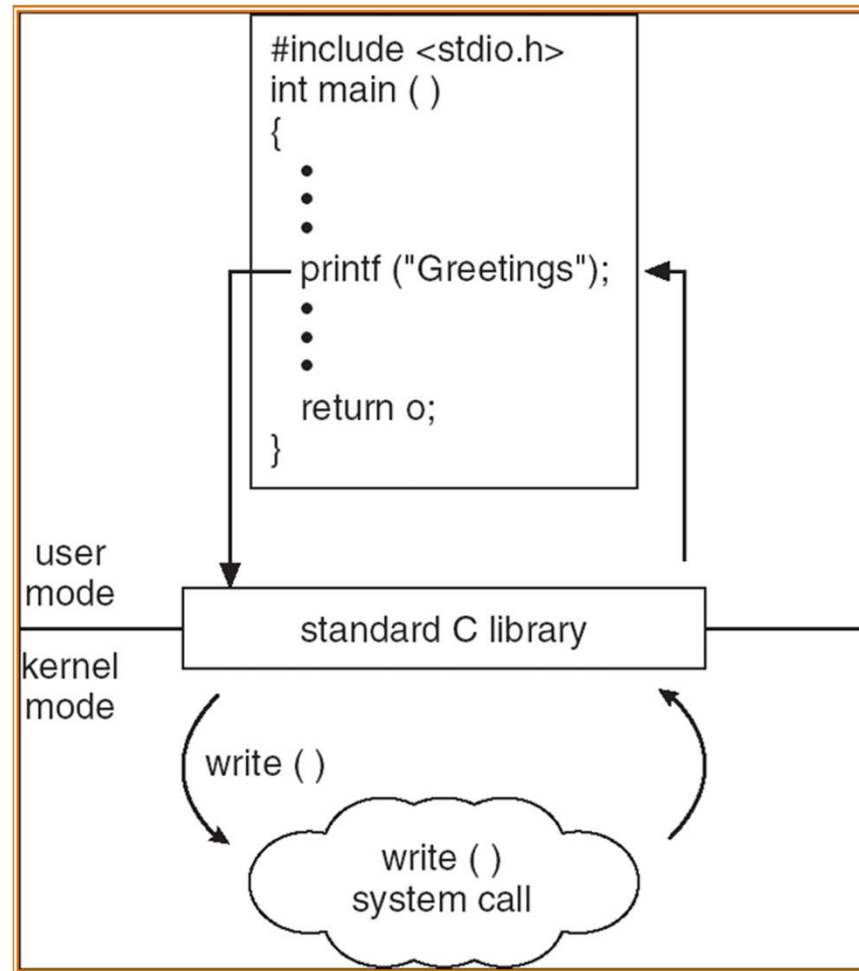 #include <stdio.h>
int main ( )
{
•
•
•
printf ("Greetings");
•
•
•
return o;
}
user
mode
standard C library
kernel
mode
write ( )
write ( )
system call